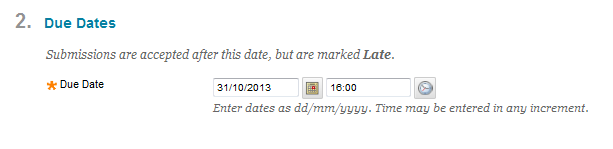 2. Due Dates
Submissions are accepted after this date, but are marked Late.
* Due Date 31/10/2013 16:00
Enter dates as dd/mm/yyyy. Time may be entered in any increment.